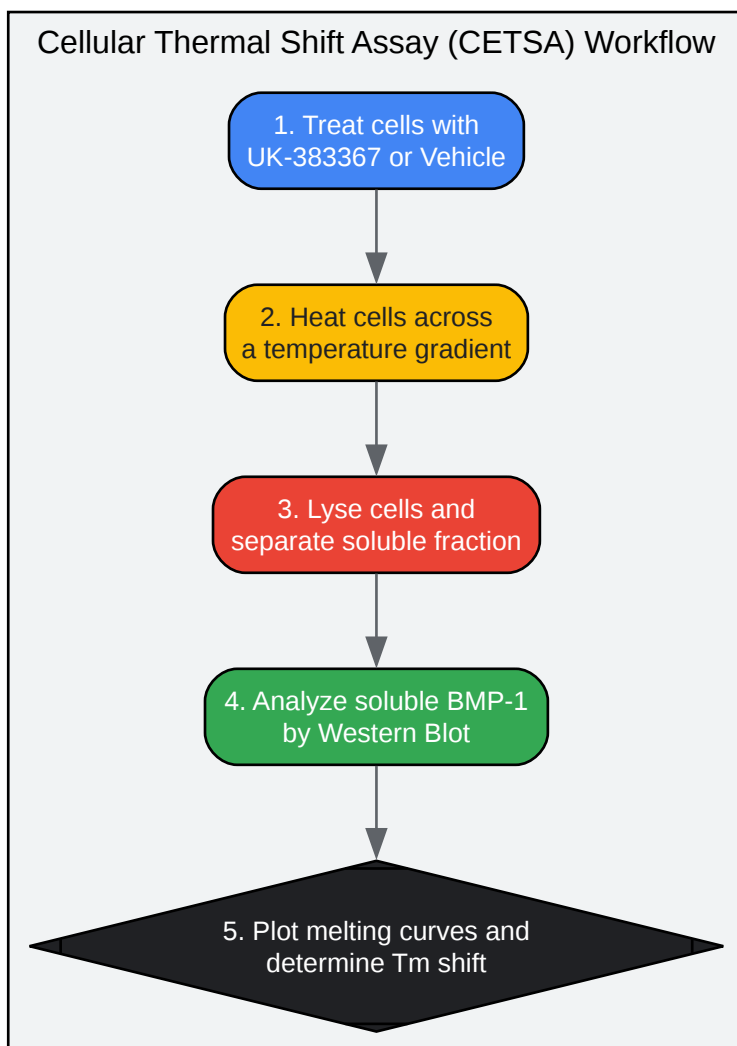 Cellular Thermal Shift Assay (CETSA) Workflow
1. Treat cells with
UK-383367 or Vehicle
2. Heat cells across
a temperature gradient
3. Lyse cells and
separate soluble fraction
4. Analyze soluble BMP-1
by Western Blot
5. Plot melting curves and
determine Tm shift